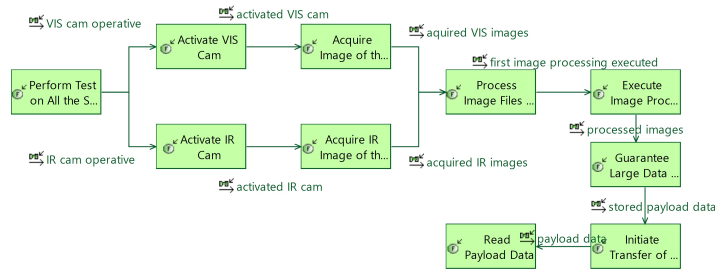 VIS cam operative
activated VIS cam
Activate VIS
Cam
Acquire
Image of th...
aquired VIS images
first image processing executed
Perform Test
on All the S...
Process
Image Files ...
Execute
Image Proc...
IR cam operative
Activate IR
Cam
Acquire IR
Image of th...
acquired IR images
activated IR cam
processed images
Guarantee
Large Data ...
stored payload data
Read
Payload Data
payload data
Initiate
Transfer of ...